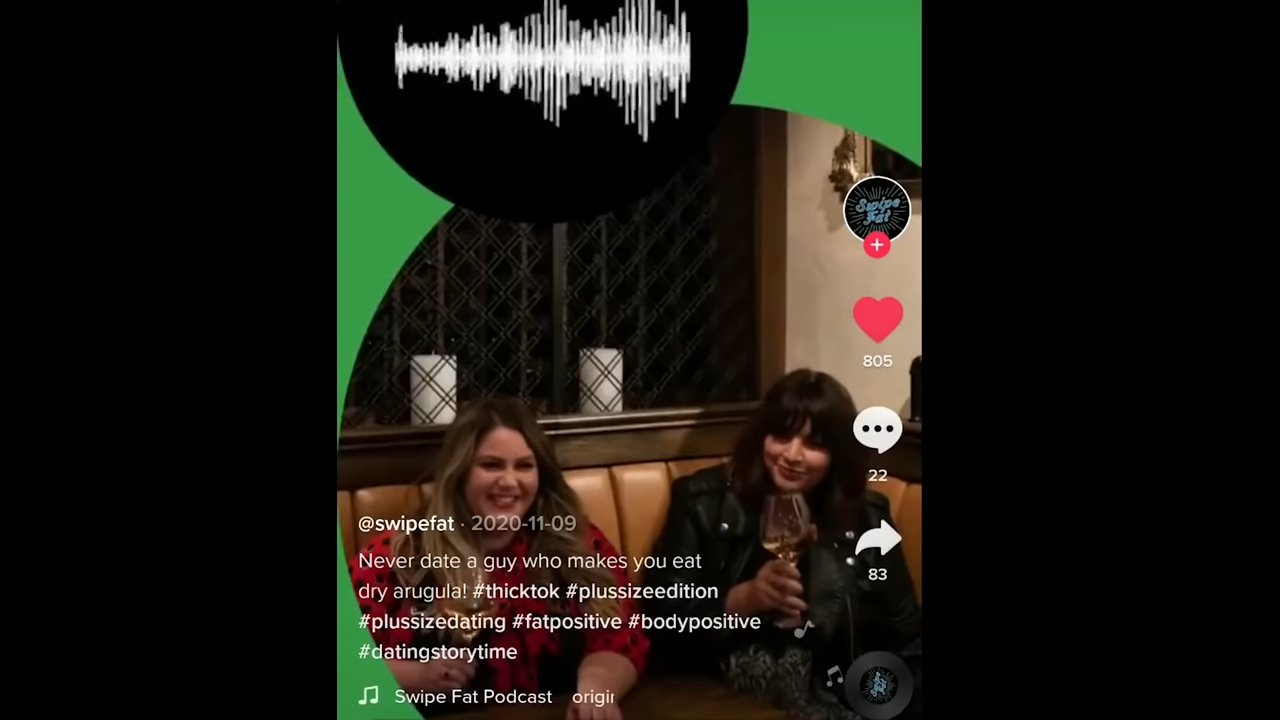 Swipe
Fat
805
22
83
@swipefat · 2020-11-09
Never date a guy who makes you eat
dry arugula! #thicktok #plussizeedition
#plussizedating #fatpositive #bodypositive
#datingstorytime
Swipe Fat Podcast origin